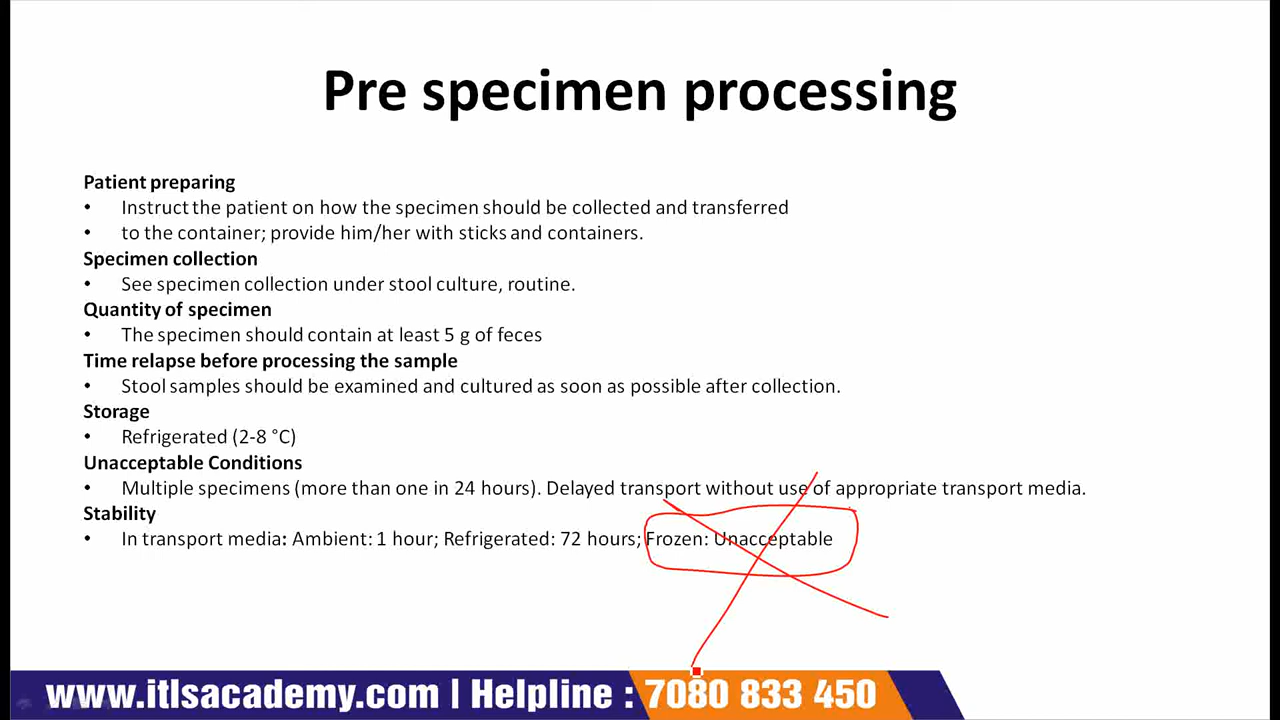 Pre specimen processing
Patient preparing
• Instruct the patient on how the specimen should be collected and transferred
• to the container; provide him/her with sticks and containers.
Specimen collection
• See specimen collection under stool culture, routine.
Quantity of specimen
• The specimen should contain at least 5 g of feces
Time relapse before processing the sample
• Stool samples should be examined and cultured as soon as possible after collection.
Storage
• Refrigerated (2-8 °C)
Unacceptable Conditions
• Multiple specimens (more than one in 24 hours). Delayed transport without use of appropriate transport media.
Stability
• In transport media: Ambient: 1 hour; Refrigerated: 72 hours; Frozen: Unacceptable
www.itlsacademy.com | Helpline : 7080 833 450